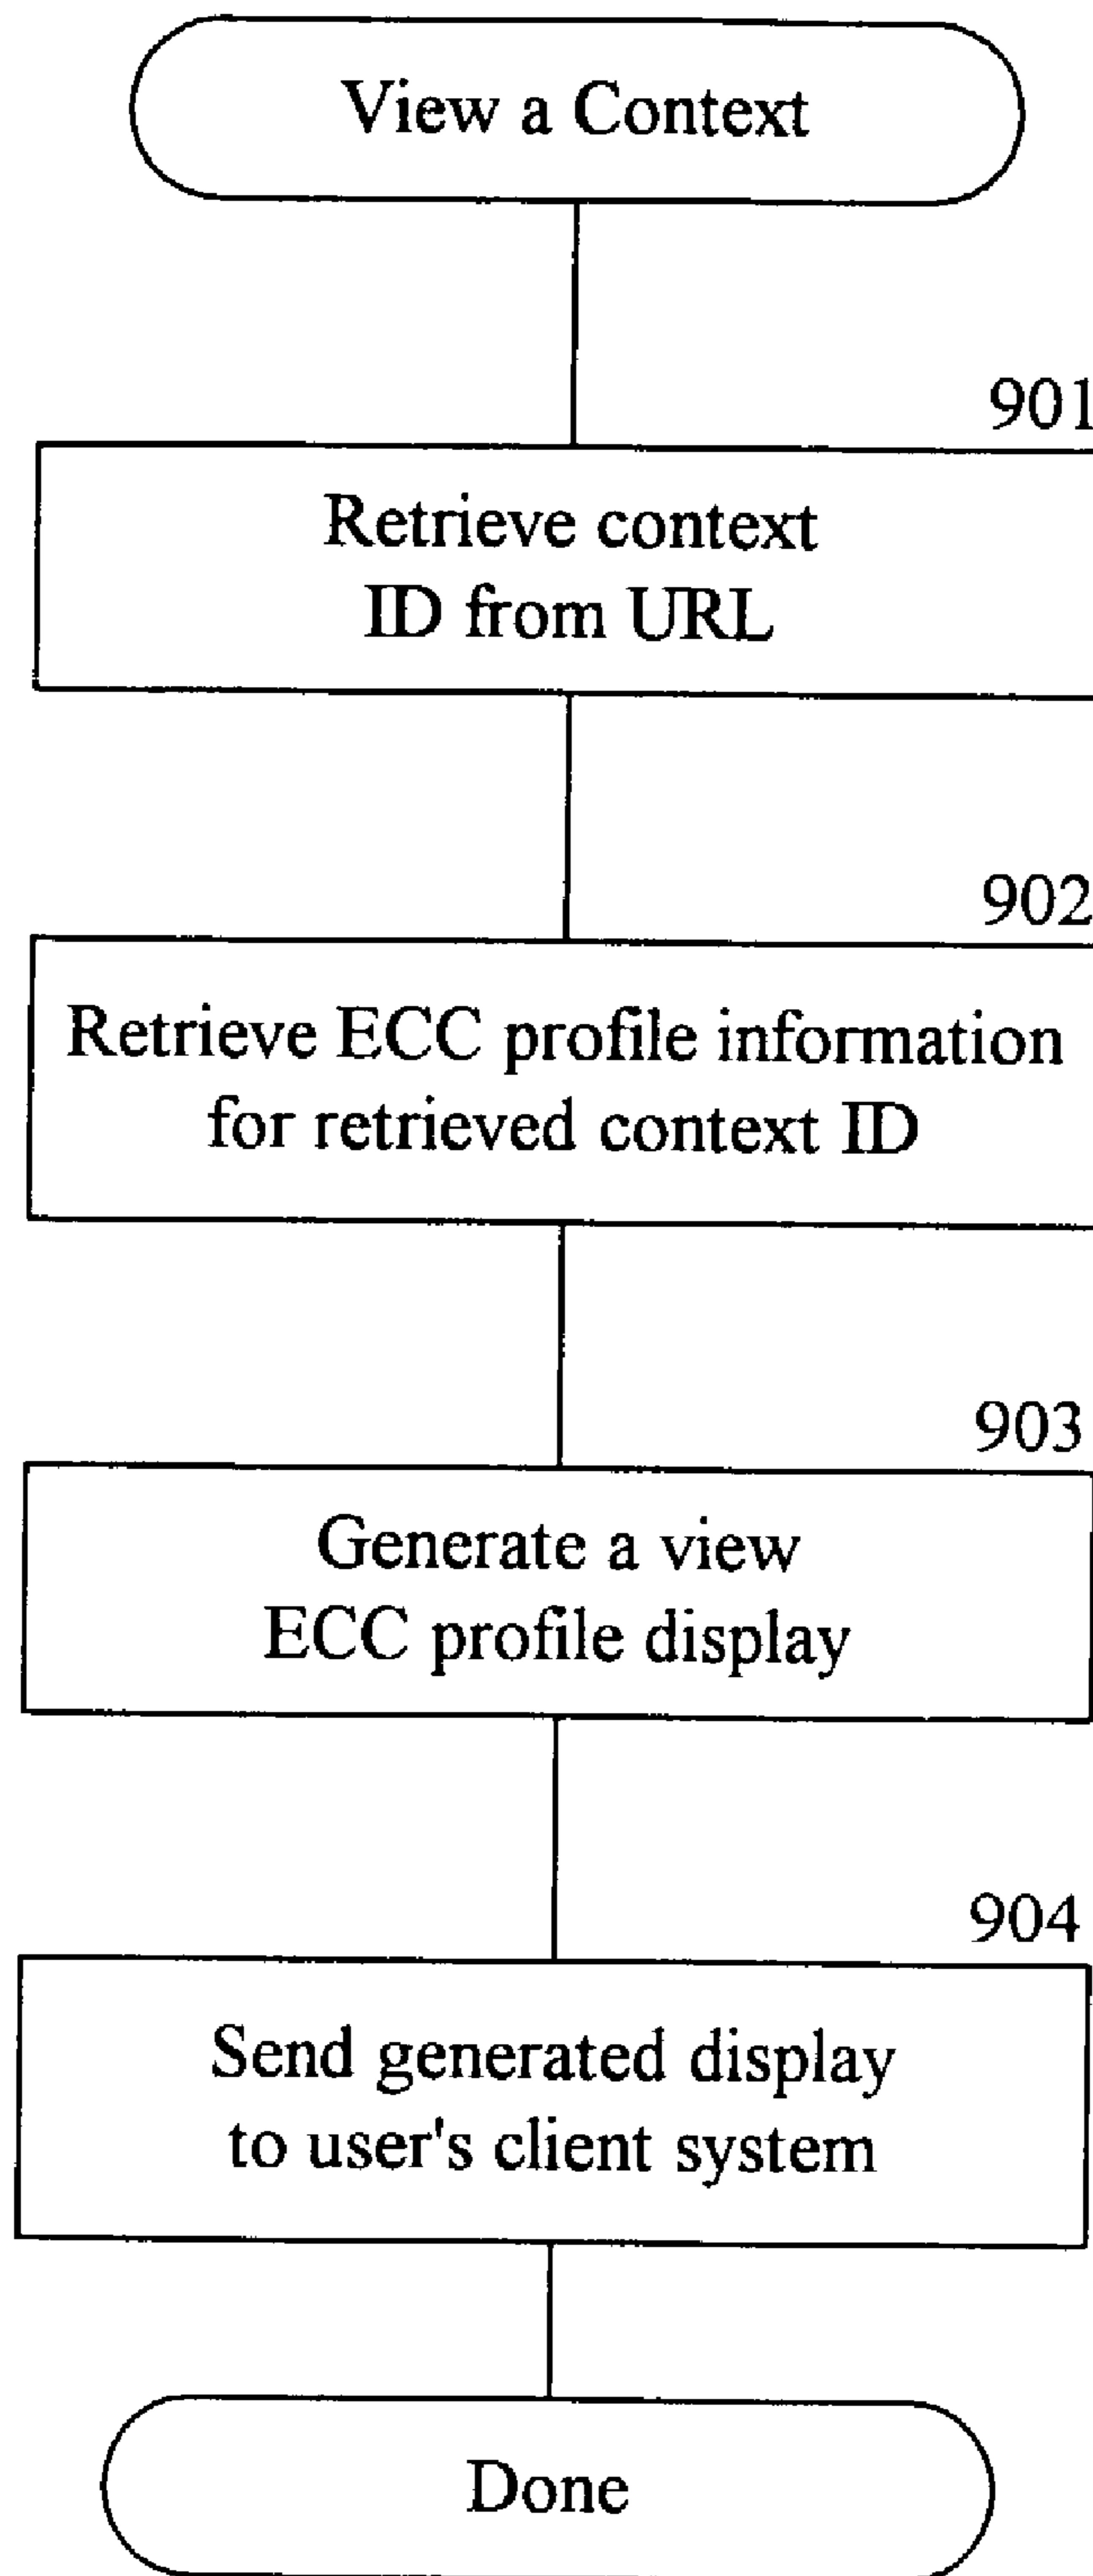 View a Context
901
Retrieve context
ID from URL
902
Retrieve ECC profile information
for retrieved context ID
903
Generate a view
ECC profile display
904
Send generated display
to user's client system
Done